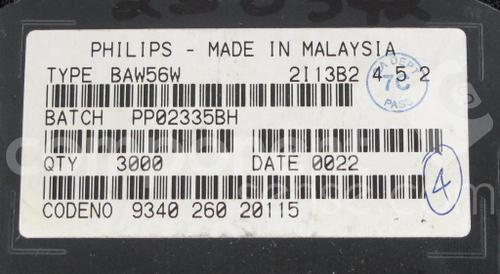 PHILIPS - MADE IN MALAYSIA
TYPE BAW56W 2I13B2 4 5 2
QA DEPT
7C
PASS
BATCH PP02335BH
QTY 3000 DATE 0022
4
CODENO 9340 260 20115